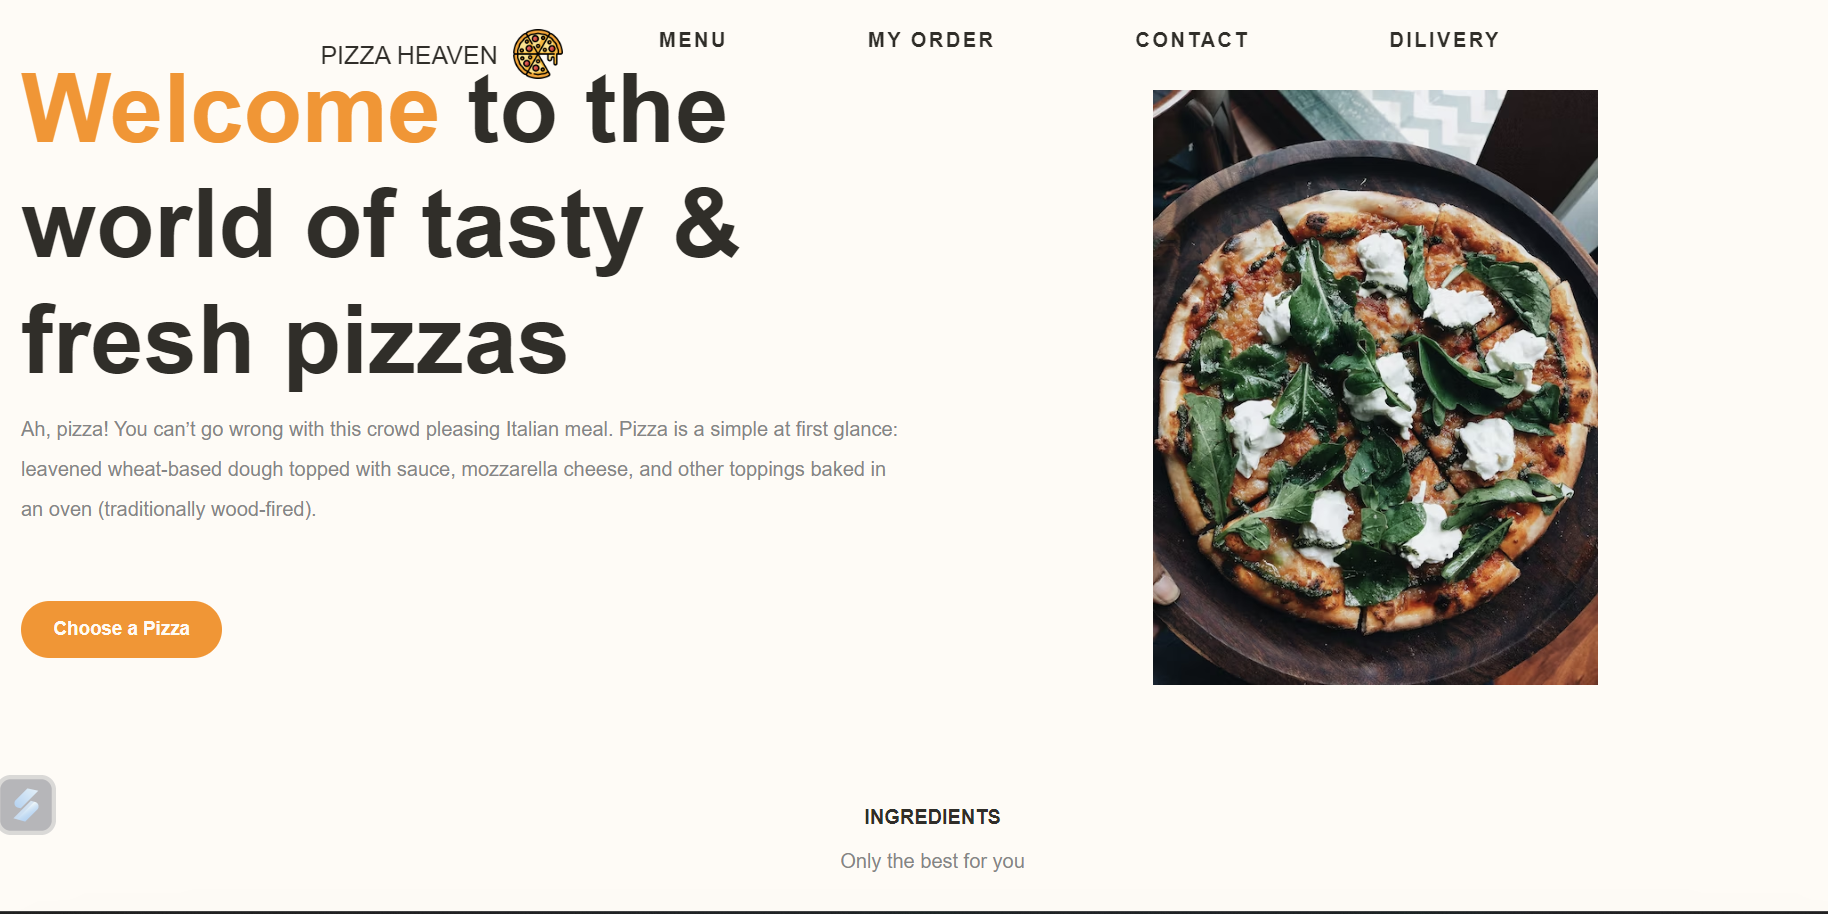 PIZZA HEAVEN
MENU
MY ORDER
CONTACT
DILIVERY
Welcome to the
world of tasty &
fresh pizzas
Ah, pizza! You can’t go wrong with this crowd pleasing Italian meal. Pizza is a simple at first glance:
leavened wheat-based dough topped with sauce, mozzarella cheese, and other toppings baked in
an oven (traditionally wood-fired).
Choose a Pizza
INGREDIENTS
Only the best for you